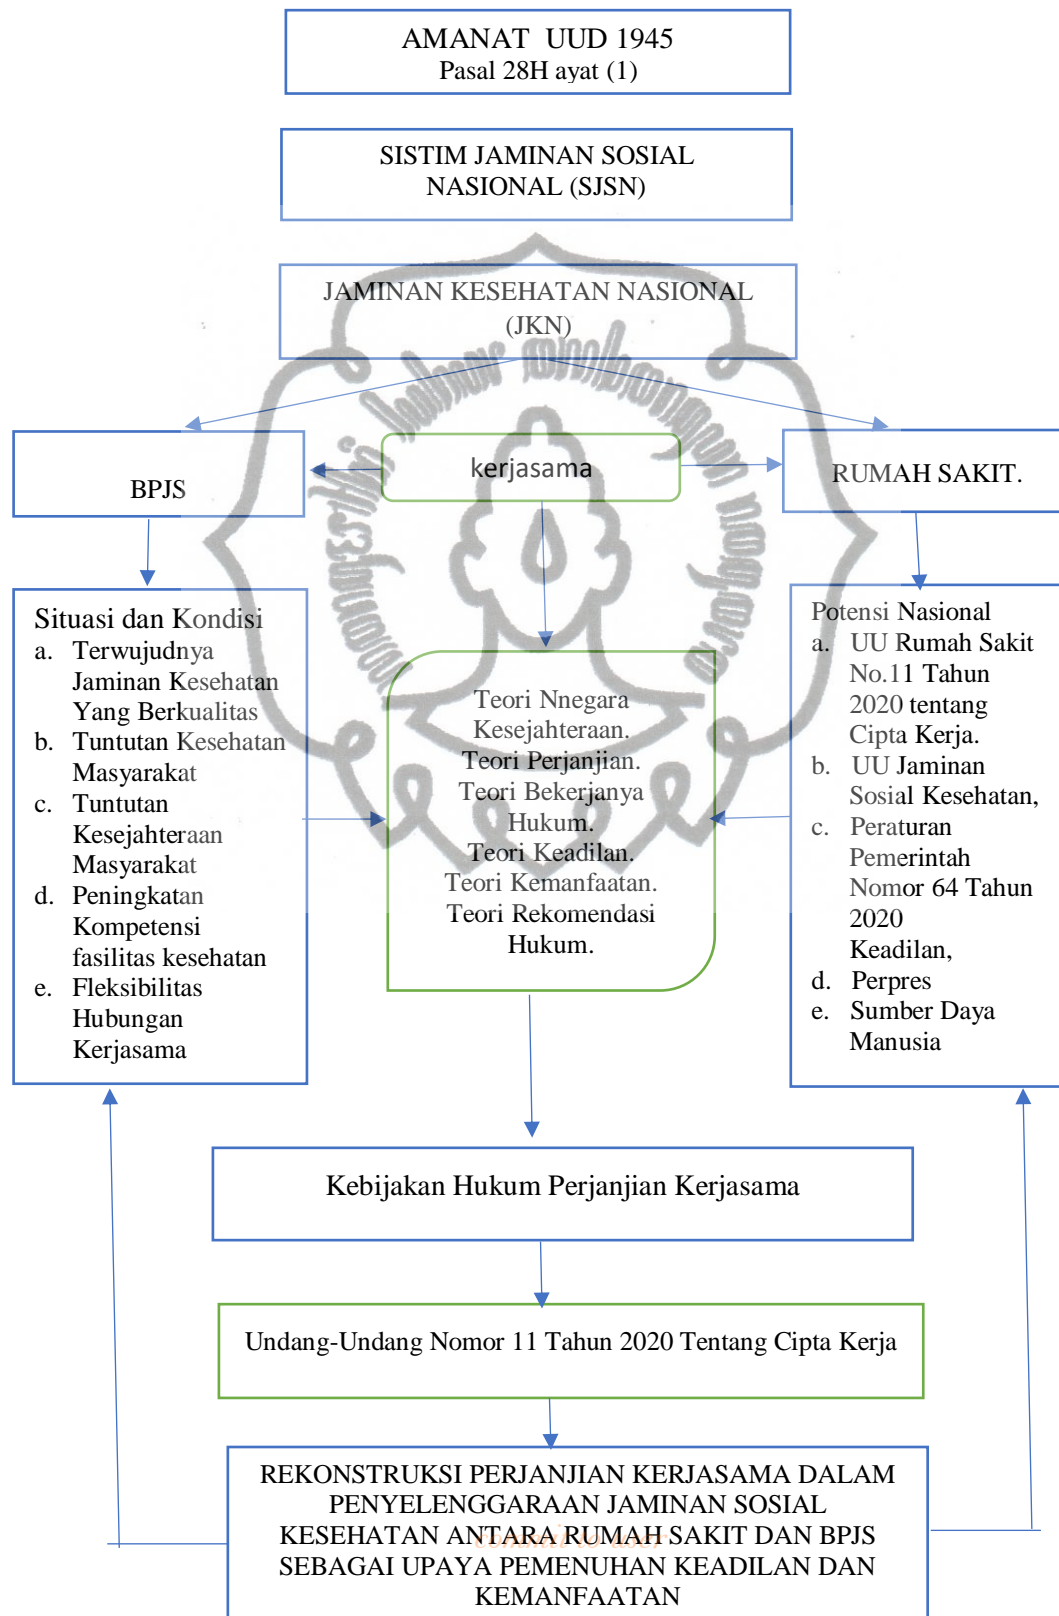 AMANAT UUD 1945
Pasal 28H ayat (1)
SISTIM JAMINAN SOSIAL
NASIONAL (SJSN)
JAMINAN KESEHATAN NASIONAL
(JKN)
BPJS
kerjasama
RUMAH SAKIT.
Situasi dan Kondisi
a. Terwujudnya
Jaminan Kesehatan
Yang Berkualitas
b. Tuntutan Kesehatan
Masyarakat
c. Tuntutan
Kesejahteraan
Masyarakat
d. Peningkatan
Kompetensi
fasilitas kesehatan
e. Fleksibilitas
Hubungan
Kerjasama
Teori Nnegara
Kesejahteraan.
Teori Perjanjian.
Teori Bekerjanya
Hukum.
Teori Keadilan.
Teori Kemanfaatan.
Teori Rekomendasi
Hukum.
Potensi Nasional
a. UU Rumah Sakit
No.11 Tahun
2020 tentang
Cipta Kerja.
b. UU Jaminan
Sosial Kesehatan,
c. Peraturan
Pemerintah
Nomor 64 Tahun
2020
Keadilan,
d. Perpres
e. Sumber Daya
Manusia
Kebijakan Hukum Perjanjian Kerjasama
Undang-Undang Nomor 11 Tahun 2020 Tentang Cipta Kerja
REKONSTRUKSI PERJANJIAN KERJASAMA DALAM
PENYELENGGARAAN JAMINAN SOSIAL
KESEHATAN ANTARA RUMAH SAKIT DAN BPJS
commit to user
SEBAGAI UPAYA PEMENUHAN KEADILAN DAN
KEMANFAATAN